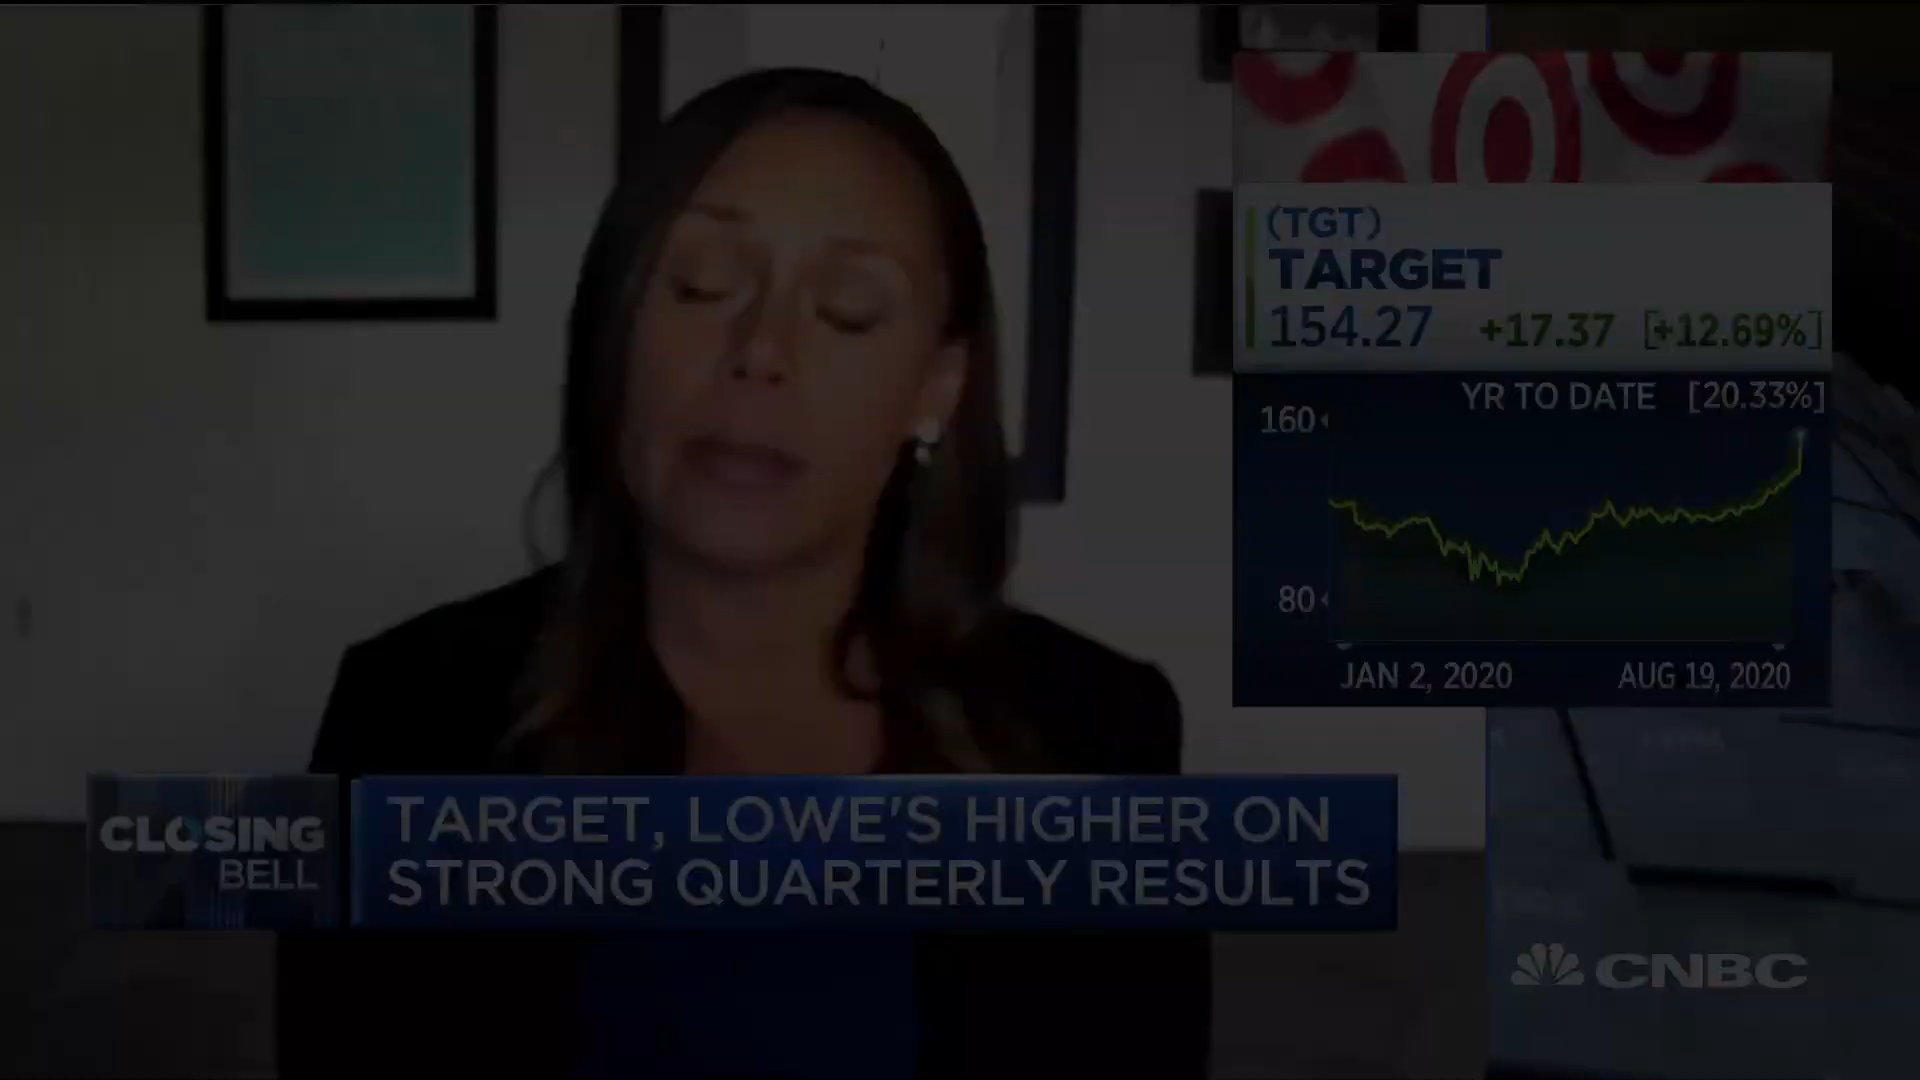 (TGT)
TARGET
154.27 +17.37 [+12.69%]
YR TO DATE [20.33%]
160
80
JAN 2, 2020 AUG 19, 2020
CLOSING
BELL
TARGET, LOWE'S HIGHER ON
STRONG QUARTERLY RESULTS
CNBC